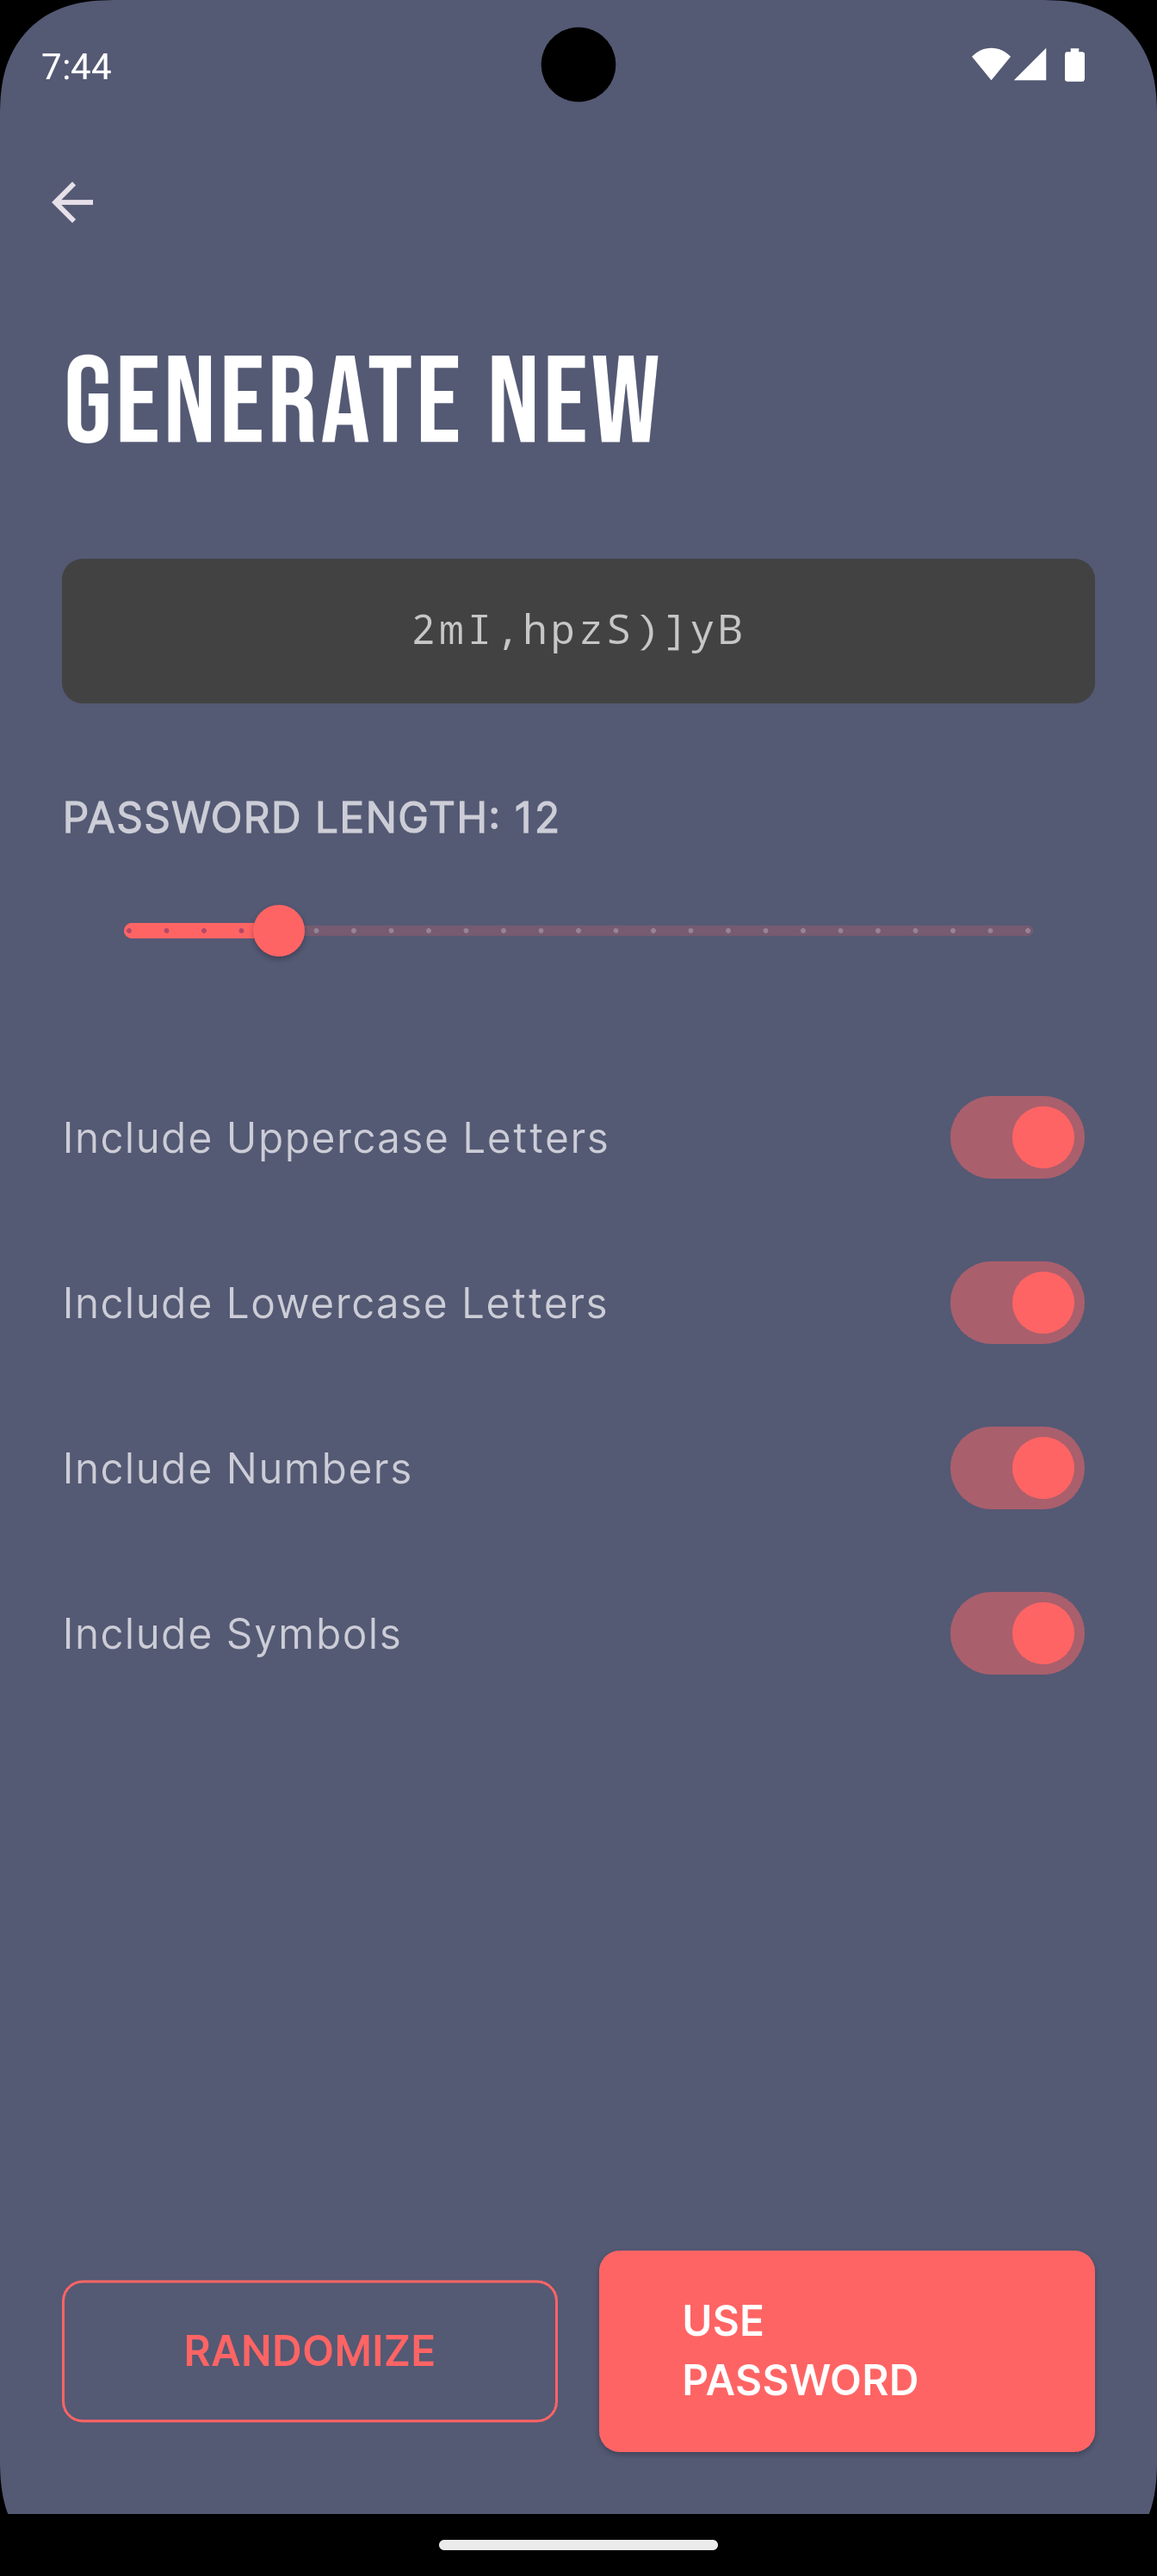 7:44
GENERATE NEW
2mI,hpzS)]yB
PASSWORD LENGTH: 12
Include Uppercase Letters
Include Lowercase Letters
Include Numbers
Include Symbols
RANDOMIZE
USE
PASSWORD